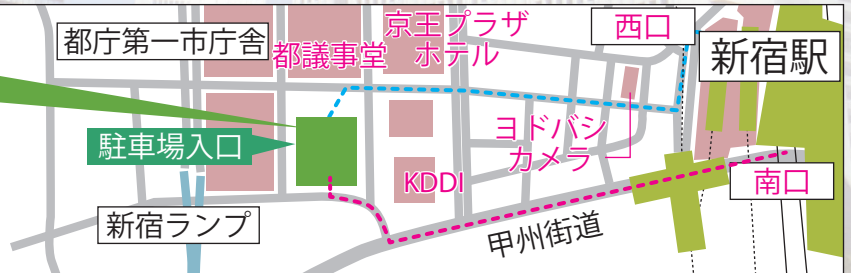 都庁第一市庁舎
都議事堂
京王プラザ
ホテル
西口
新宿駅
駐車場入口
ヨドバシ
カメラ
KDDI
南口
新宿ランプ
甲州街道